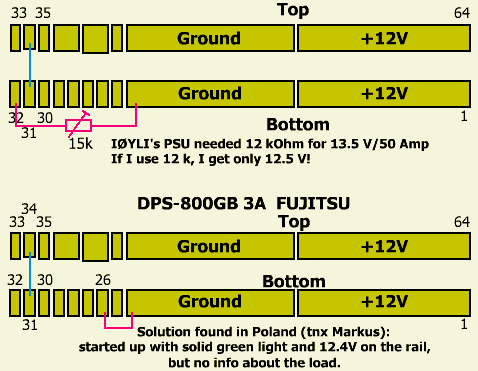 Top
33 35 64
Ground +12V
Ground +12V
32 30 1
31
15k
Bottom
IØYLI's PSU needed 12 kOhm for 13.5 V/50 Amp
If I use 12 k, I get only 12.5 V!
DPS-800GB 3A FUJITSU
34
33 35 Top 64
Ground +12V
32 30 26 Bottom
Ground +12V
31 1
Solution found in Poland (tnx Markus):
started up with solid green light and 12.4V on the rail,
but no info about the load.